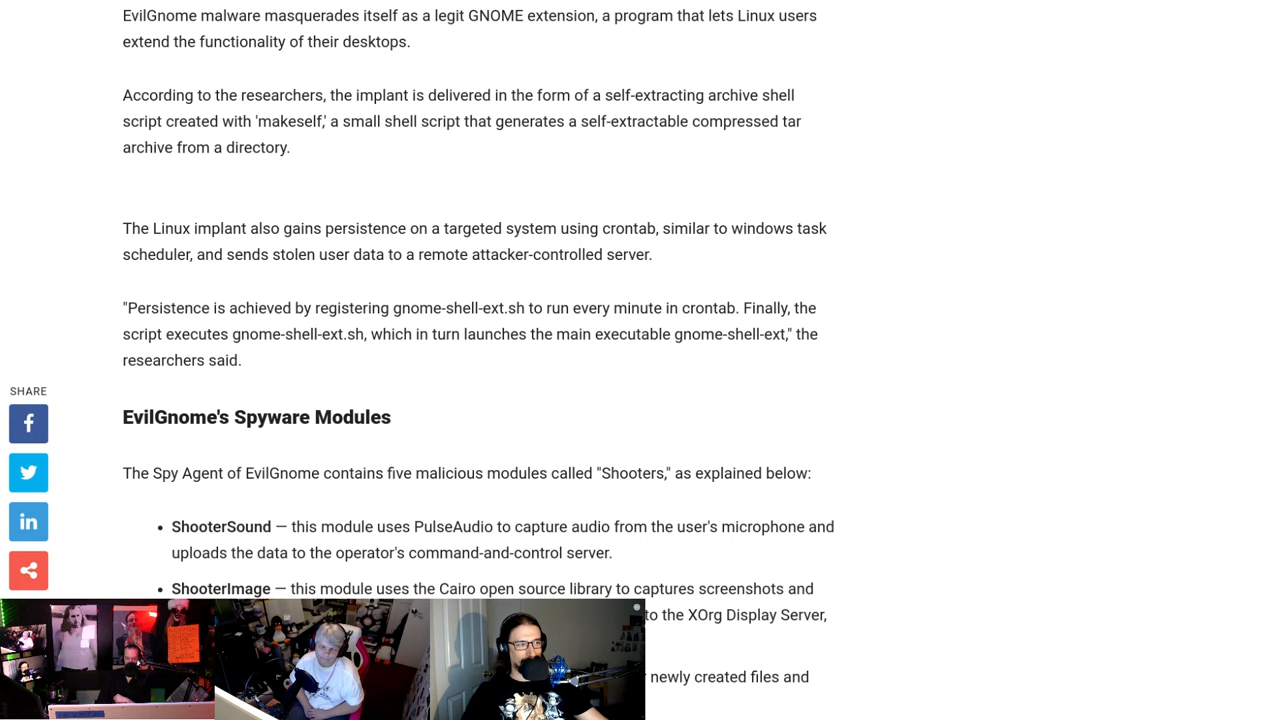 EvilGnome malware masquerades itself as a legit GNOME extension, a program that lets Linux users
extend the functionality of their desktops.
According to the researchers, the implant is delivered in the form of a self-extracting archive shell
script created with 'makeself,' a small shell script that generates a self-extractable compressed tar
archive from a directory.
The Linux implant also gains persistence on a targeted system using crontab, similar to windows task
scheduler, and sends stolen user data to a remote attacker-controlled server.
"Persistence is achieved by registering gnome-shell-ext.sh to run every minute in crontab. Finally, the
script executes gnome-shell-ext.sh, which in turn launches the main executable gnome-shell-ext," the
researchers said.
SHARE
EvilGnome's Spyware Modules
The Spy Agent of EvilGnome contains five malicious modules called "Shooters," as explained below:
• ShooterSound — this module uses PulseAudio to capture audio from the user's microphone and
uploads the data to the operator's command-and-control server.
• ShooterImage — this module uses the Cairo open source library to captures screenshots and
to the XOrg Display Server,
newly created files and